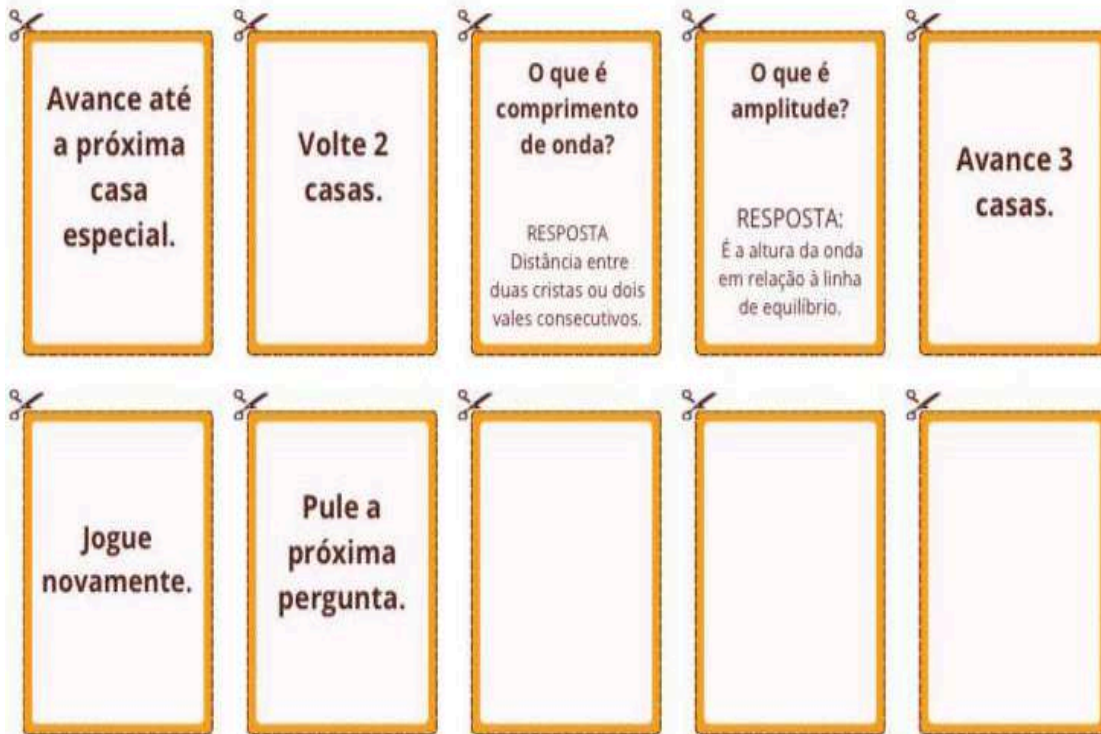 Avance até
a próxima
casa
especial.
Volte 2
casas.
O que é
comprimento
de onda?
RESPOSTA
Distância entre
duas cristas ou dois
vales consecutivos.
O que é
amplitude?
RESPOSTA:
É a altura da onda
em relação à linha
de equilíbrio.
Avance 3
casas.
Jogue
novamente.
Pule a
próxima
pergunta.